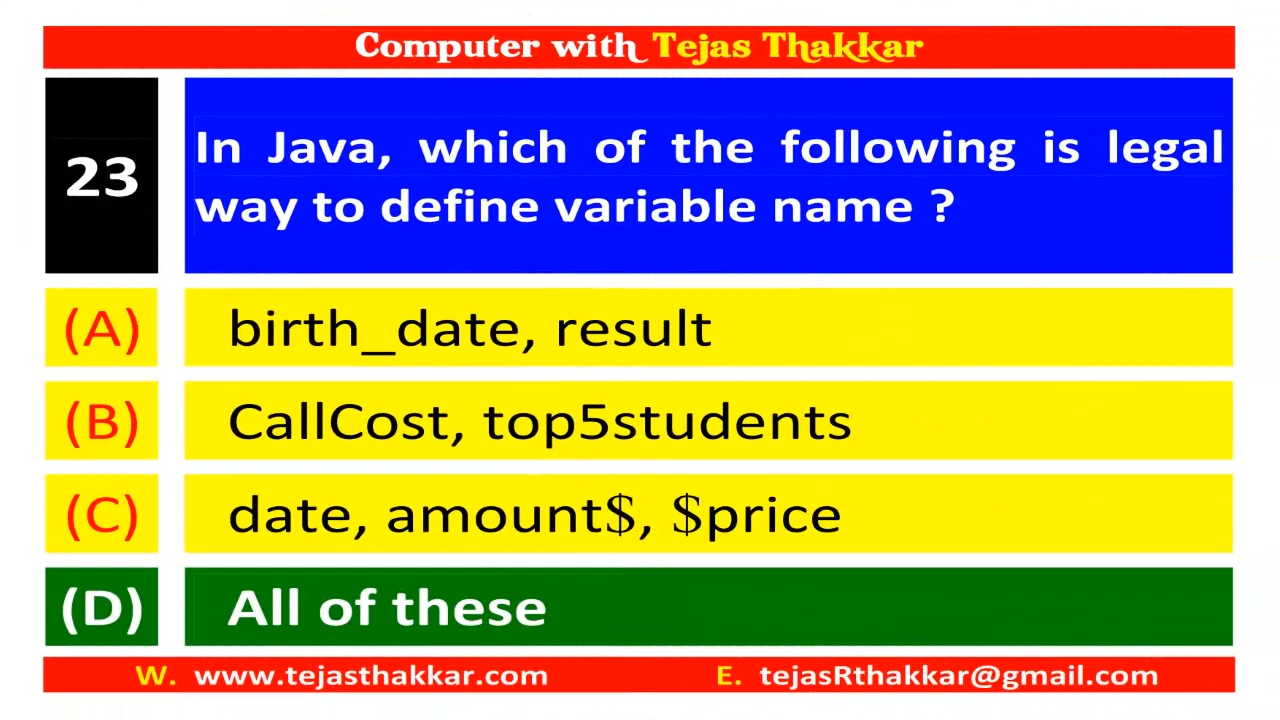 Computer with Tejas Thakkar
23
In Java, which of the following is legal
way to define variable name ?
(A) birth_date, result
(B) CallCost, top5students
(C) date, amount$, $price
(D) All of these
W. www.tejasthakkar.com E. tejasRthakkar@gmail.com